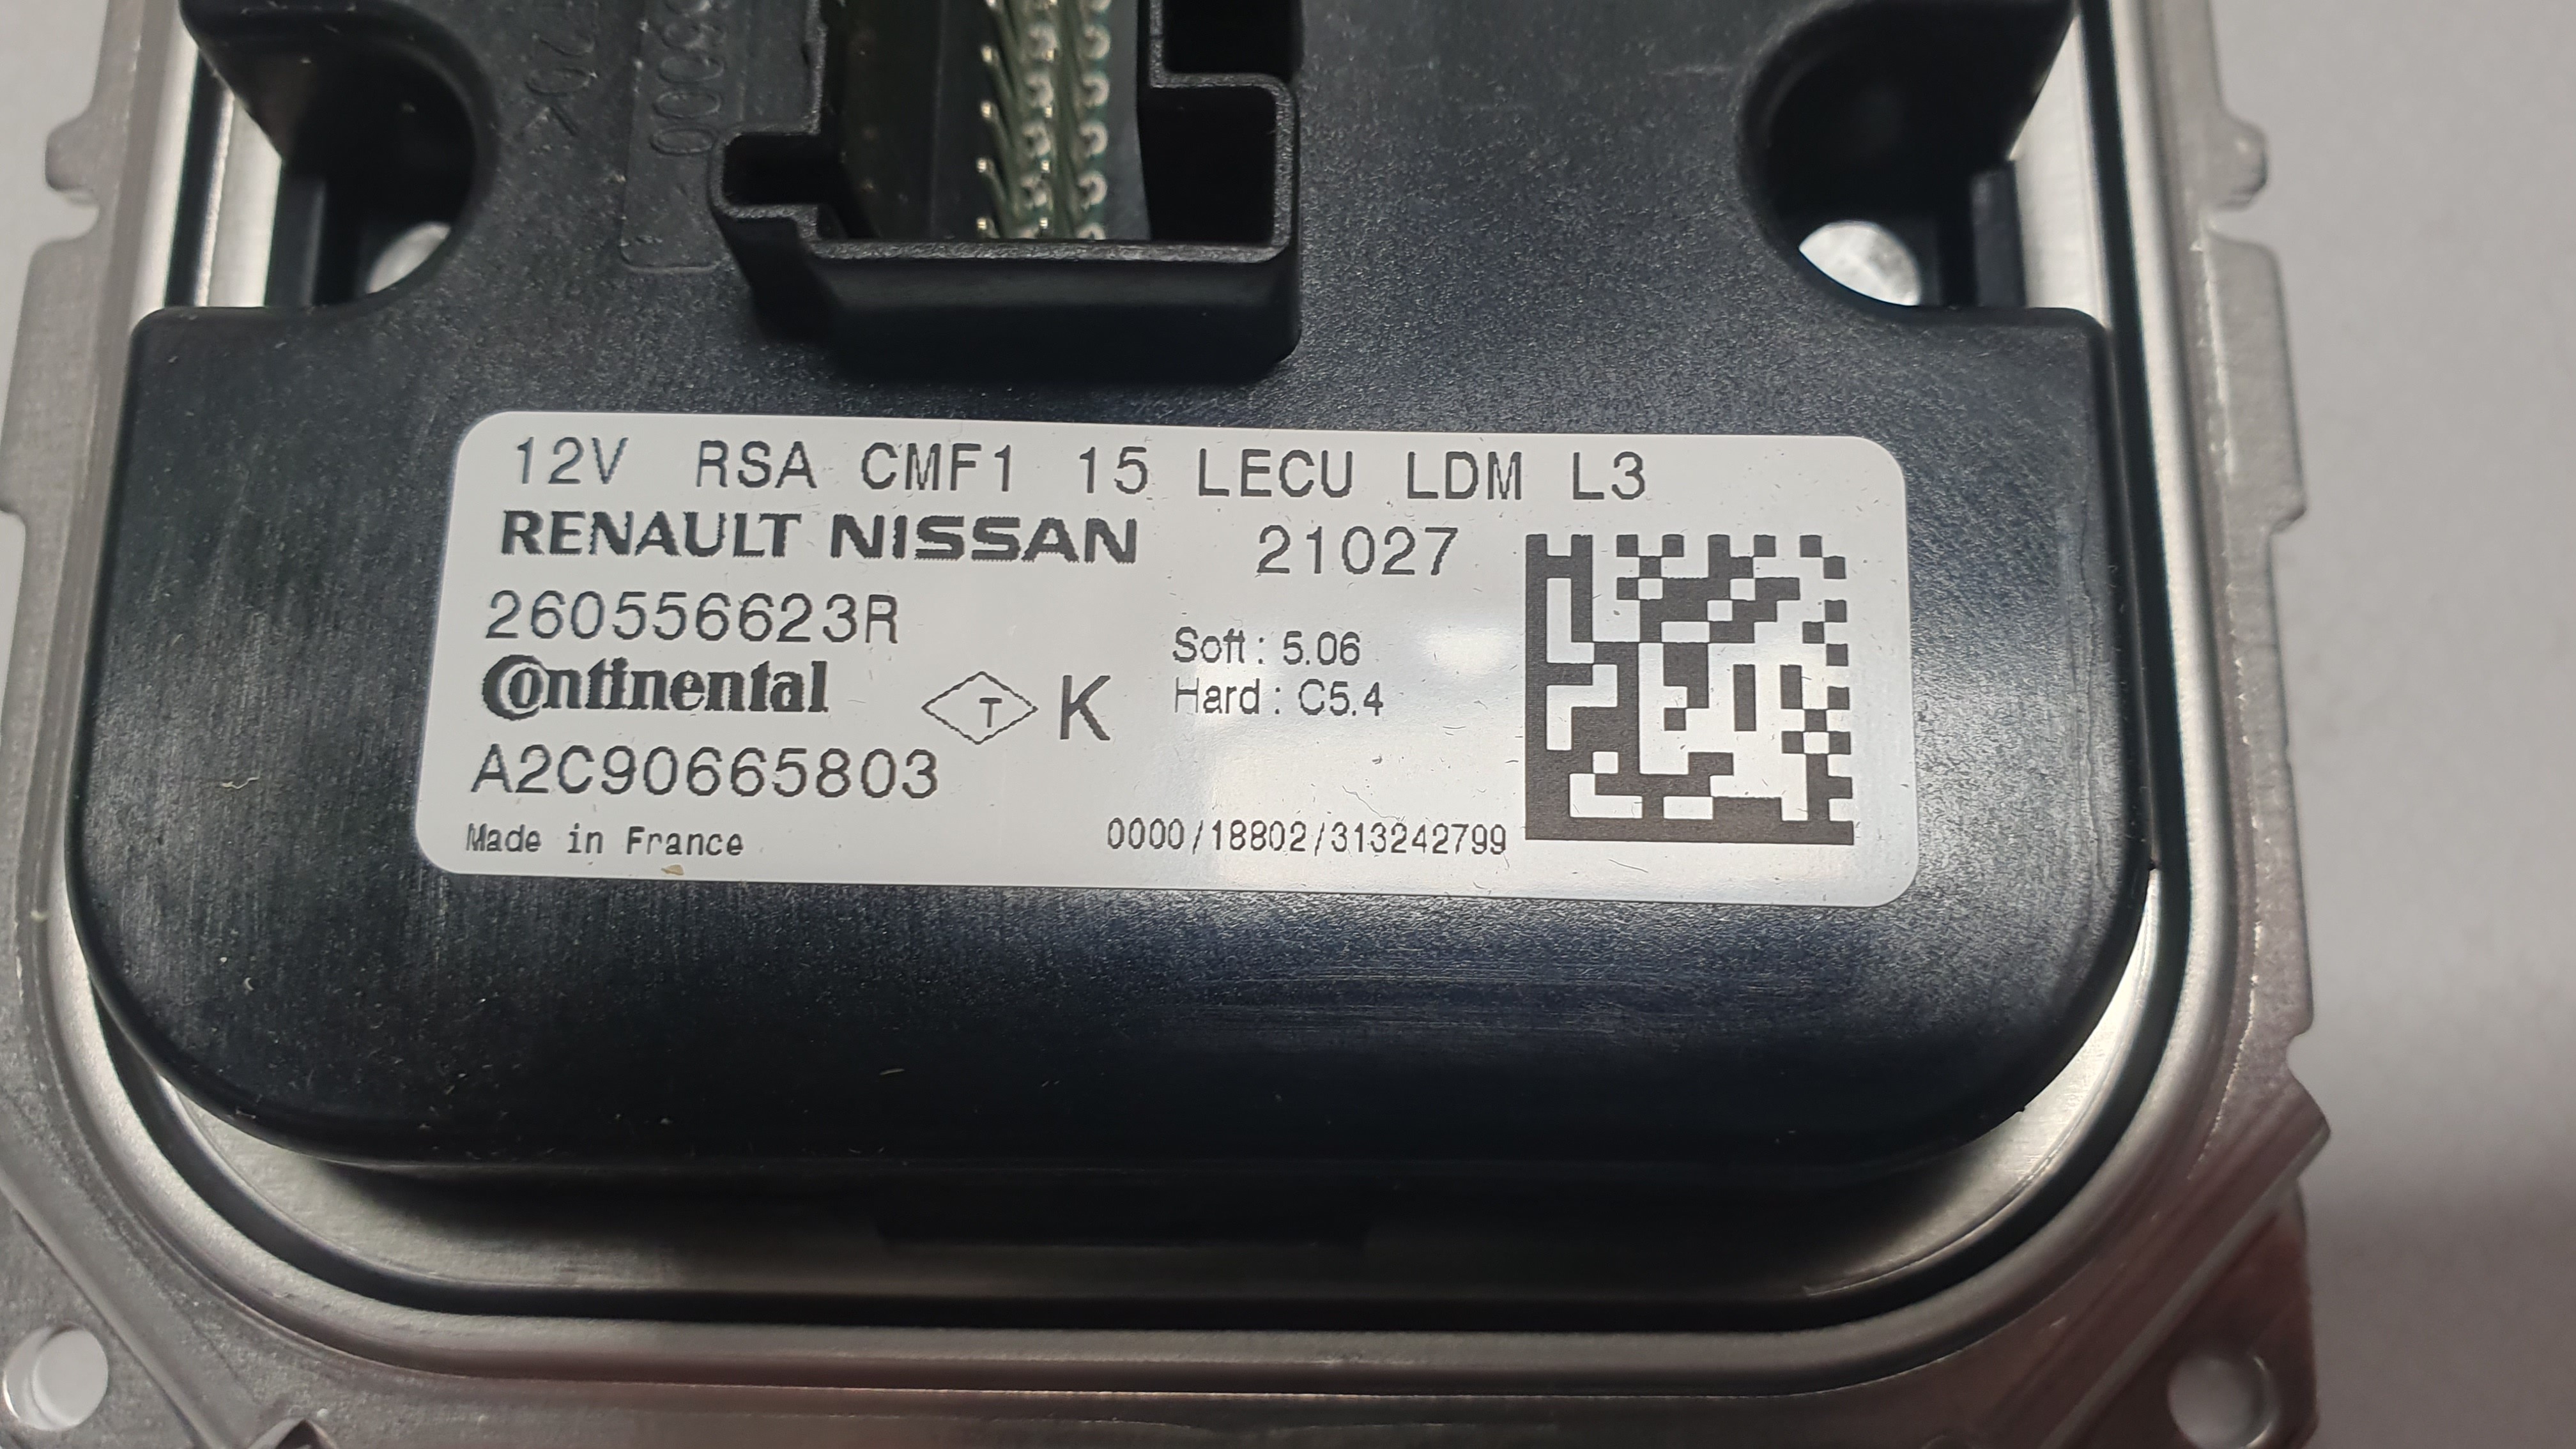 12V RSA CMF1 15 LECU LDM L3
RENAULT NISSAN 21027
260556623R
Soft: 5.06
Continental
T K
Hard: C5.4
A2C90665803
Made in France
0000/18802/313242799